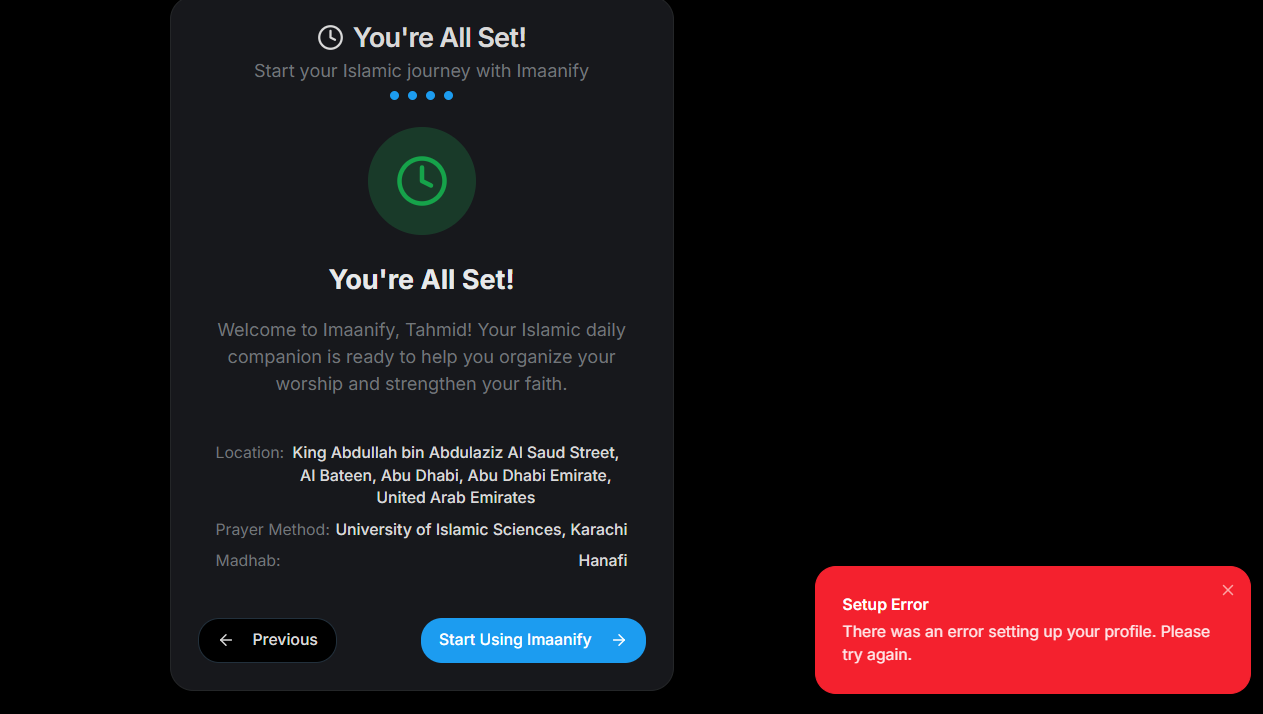 You're All Set!
Start your Islamic journey with Imaanify
You're All Set!
Welcome to Imaanify, Tahmid! Your Islamic daily
companion is ready to help you organize your
worship and strengthen your faith.
Location: King Abdullah bin Abdulaziz Al Saud Street,
Al Bateen, Abu Dhabi, Abu Dhabi Emirate,
United Arab Emirates
Prayer Method: University of Islamic Sciences, Karachi
Madhab: Hanafi
Previous
Start Using Imaanify
Setup Error
There was an error setting up your profile. Please
try again.